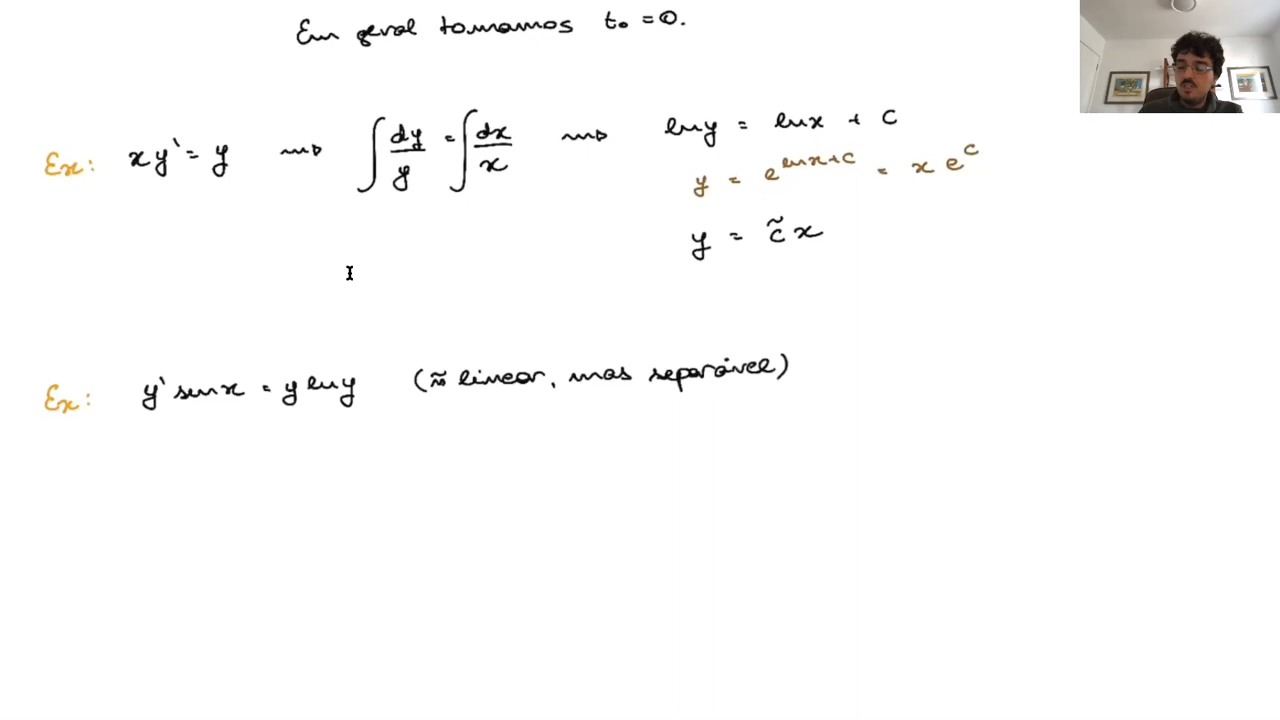 Em geral tomamos t₀ = 0.
Ex: xy' = y ⟿ ∫ dy/y = ∫ dx/x ⟿ ln y = ln x + C
y = e^{ln x + C} = x e^C
y = c̃ x
Ex: y' sen x = y ln y (ñ linear, mas separável)